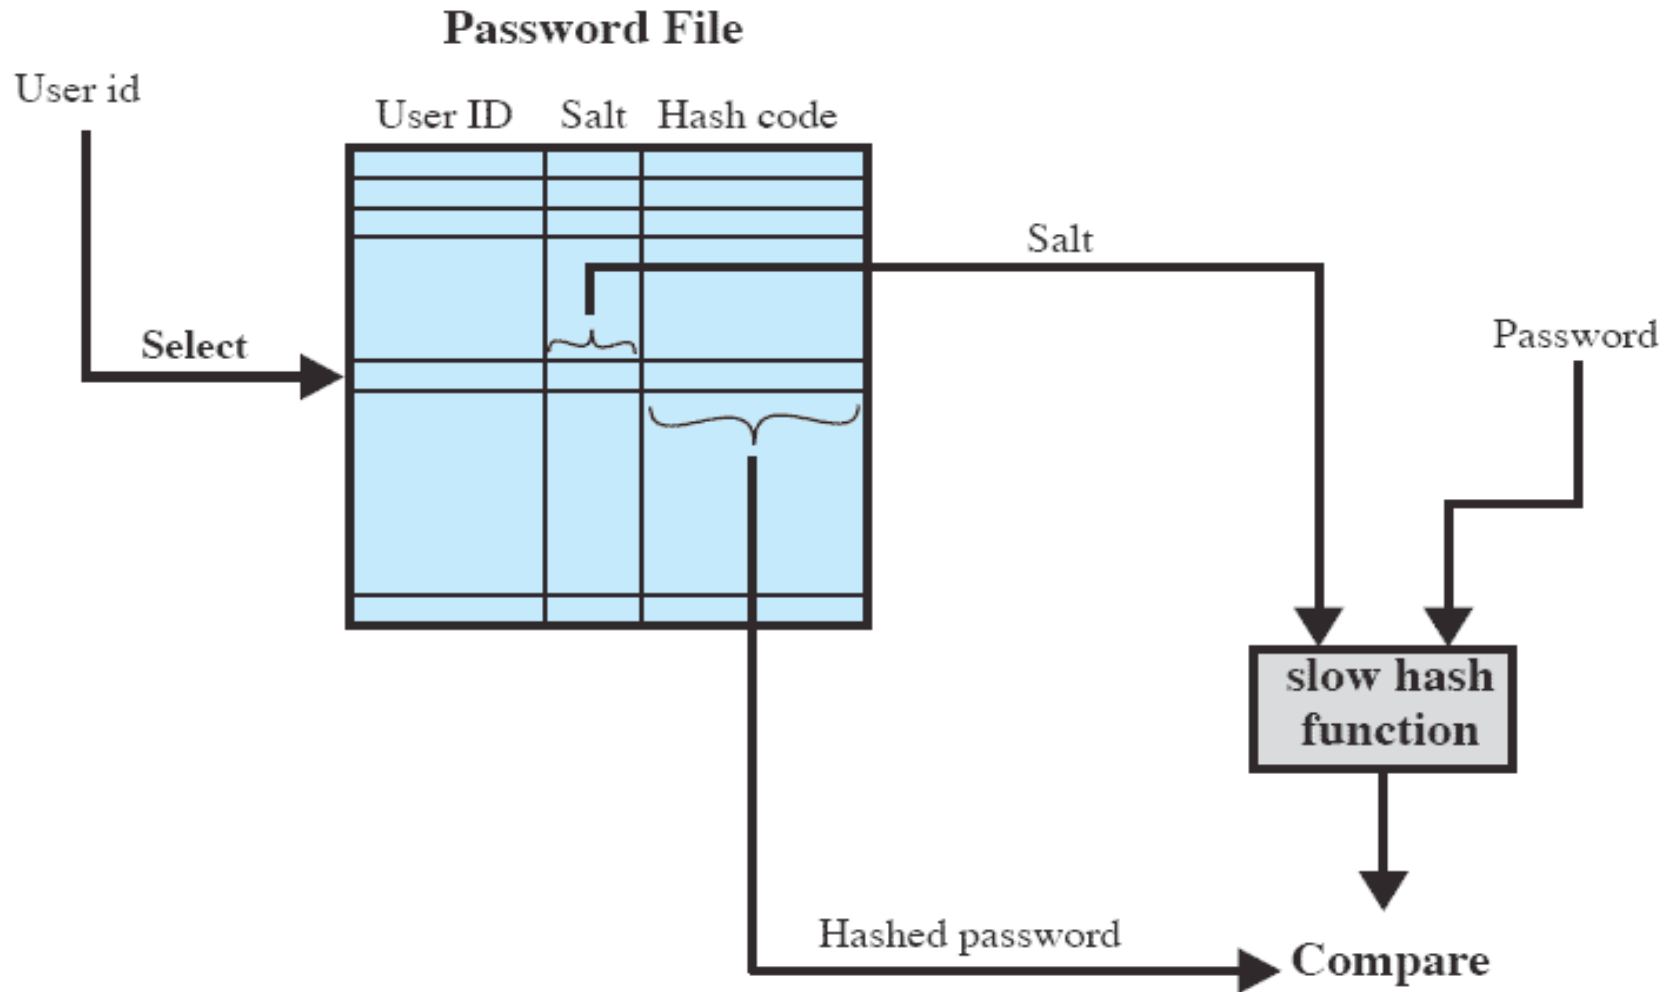 Password File
User id
User ID Salt Hash code
Salt
Select
Password
slow hash
function
Hashed password
Compare